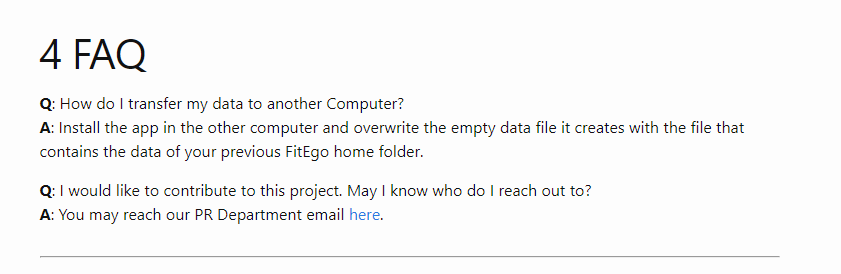 4 FAQ
Q: How do I transfer my data to another Computer?
A: Install the app in the other computer and overwrite the empty data file it creates with the file that
contains the data of your previous FitEgo home folder.
Q: I would like to contribute to this project. May I know who do I reach out to?
A: You may reach our PR Department email here.